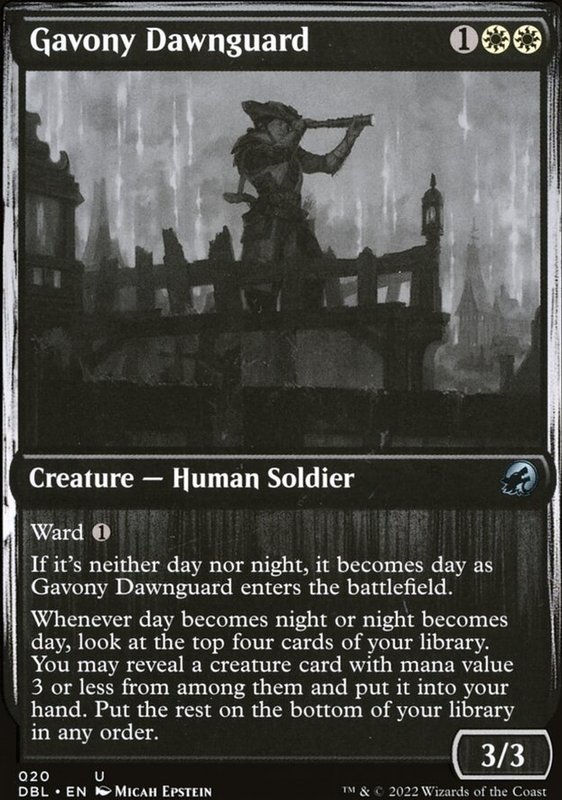 Gavony Dawnguard 1
Creature — Human Soldier
Ward 1
If it's neither day nor night, it becomes day as
Gavony Dawnguard enters the battlefield.
Whenever day becomes night or night becomes
day, look at the top four cards of your library.
You may reveal a creature card with mana value
3 or less from among them and put it into your
hand. Put the rest on the bottom of your library
in any order.
3/3
020 U
DBL • EN Micah Epstein ™ & © 2022 Wizards of the Coast